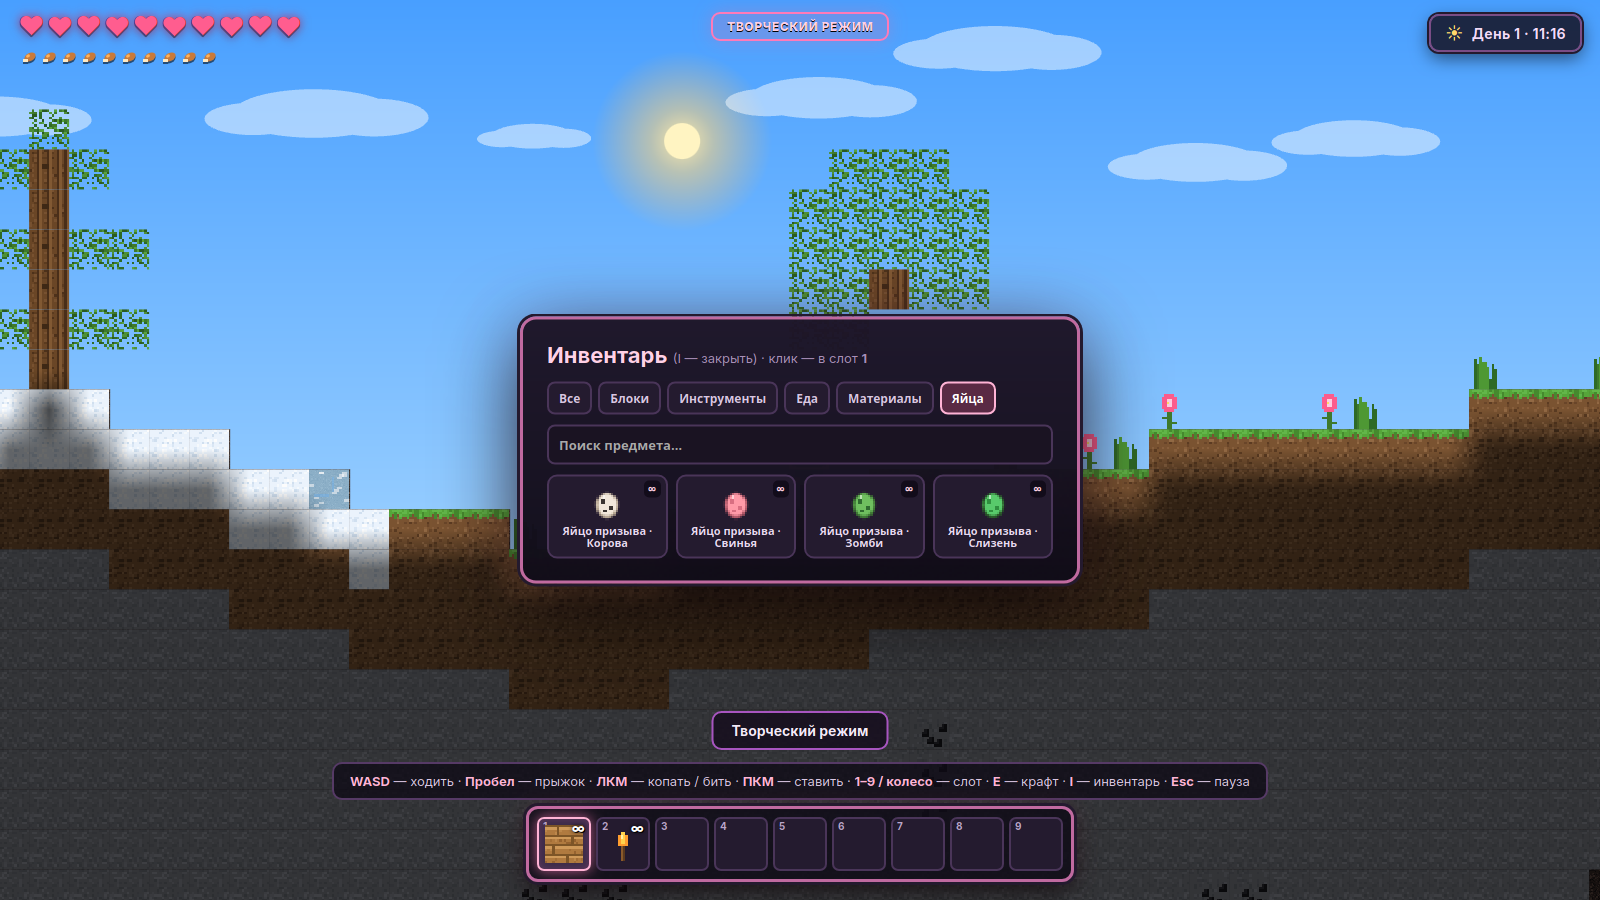 ТВОРЧЕСКИЙ РЕЖИМ
День 1 · 11:16
Инвентарь (I — закрыть) · клик — в слот 1
Все Блоки Инструменты Еда Материалы Яйца
Поиск предмета...
∞ ∞ ∞ ∞
Яйцо призыва · Корова
Яйцо призыва · Свинья
Яйцо призыва · Зомби
Яйцо призыва · Слизень
Творческий режим
WASD — ходить · Пробел — прыжок · ЛКМ — копать / бить · ПКМ — ставить · 1–9 / колесо — слот · E — крафт · I — инвентарь · Esc — пауза
1 ∞ 2 ∞ 3 4 5 6 7 8 9